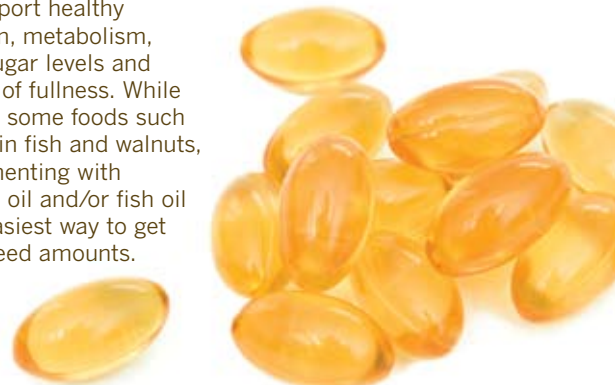 port healthy
n, metabolism,
ugar levels and
of fullness. While
some foods such
in fish and walnuts,
menting with
oil and/or fish oil
asiest way to get
eed amounts.